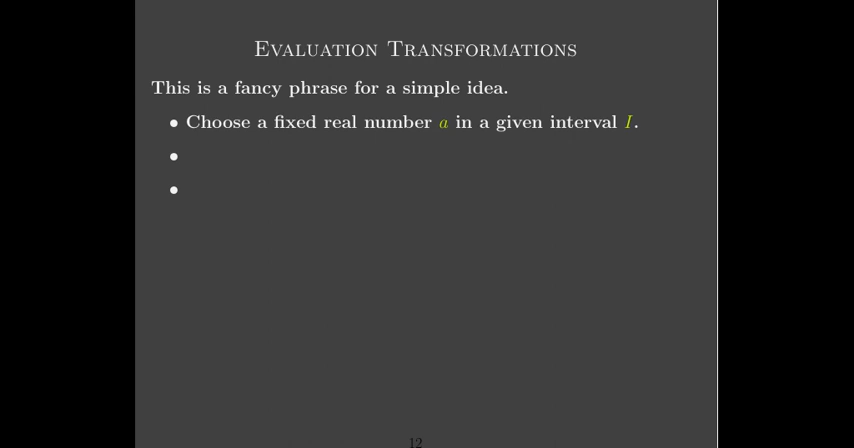 Evaluation Transformations
This is a fancy phrase for a simple idea.
• Choose a fixed real number a in a given interval I.
•
•
12